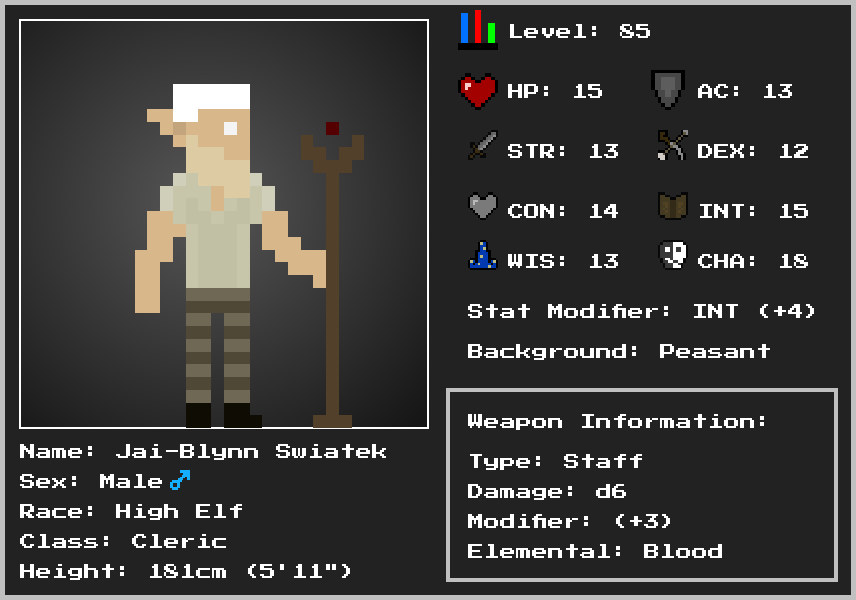 Level: 85
HP: 15
AC: 13
STR: 13
DEX: 12
CON: 14
INT: 15
WIS: 13
CHA: 18
Stat Modifier: INT (+4)
Background: Peasant
Weapon Information:
Type: Staff
Damage: d6
Modifier: (+3)
Elemental: Blood
Name: Jai-Blynn Swiatek
Sex: Male ♂
Race: High Elf
Class: Cleric
Height: 181cm (5'11")